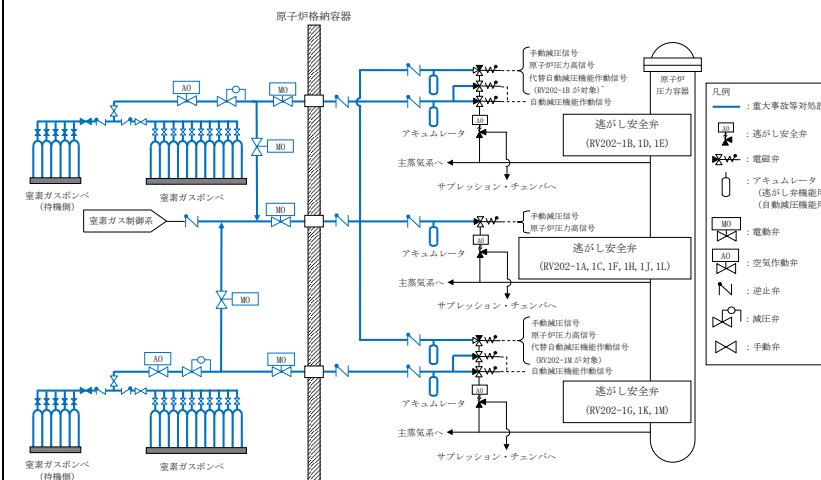 原子炉格納容器
手動減圧信号
原子炉圧力高信号
代替自動減圧機能作動信号
(RV202-1Bが対象)
自動減圧機能作動信号
原子炉
圧力容器
AO
MO
アキュムレータ
AO
逃がし安全弁
(RV202-1B, 1D, 1E)
主蒸気系へ
サプレッション・チェンバへ
MO
窒素ガスボンベ
(待機側)
窒素ガスボンベ
窒素ガス制御系
MO
手動減圧信号
原子炉圧力高信号
アキュムレータ
AO
逃がし安全弁
(RV202-1A, 1C, 1F, 1H, 1J, 1L)
主蒸気系へ
サプレッション・チェンバへ
MO
手動減圧信号
原子炉圧力高信号
代替自動減圧機能作動信号
(RV202-1Mが対象)
自動減圧機能作動信号
AO
MO
アキュムレータ
AO
逃がし安全弁
(RV202-1G, 1K, 1M)
主蒸気系へ
サプレッション・チェンバへ
窒素ガスボンベ
(待機側)
窒素ガスボンベ
凡例
:重大事故等対処設
AO
:逃がし安全弁
:電磁弁
:アキュムレータ
(逃がし弁機能用
(自動減圧機能用
MO
:電動弁
AO
:空気作動弁
:逆止弁
:減圧弁
:手動弁